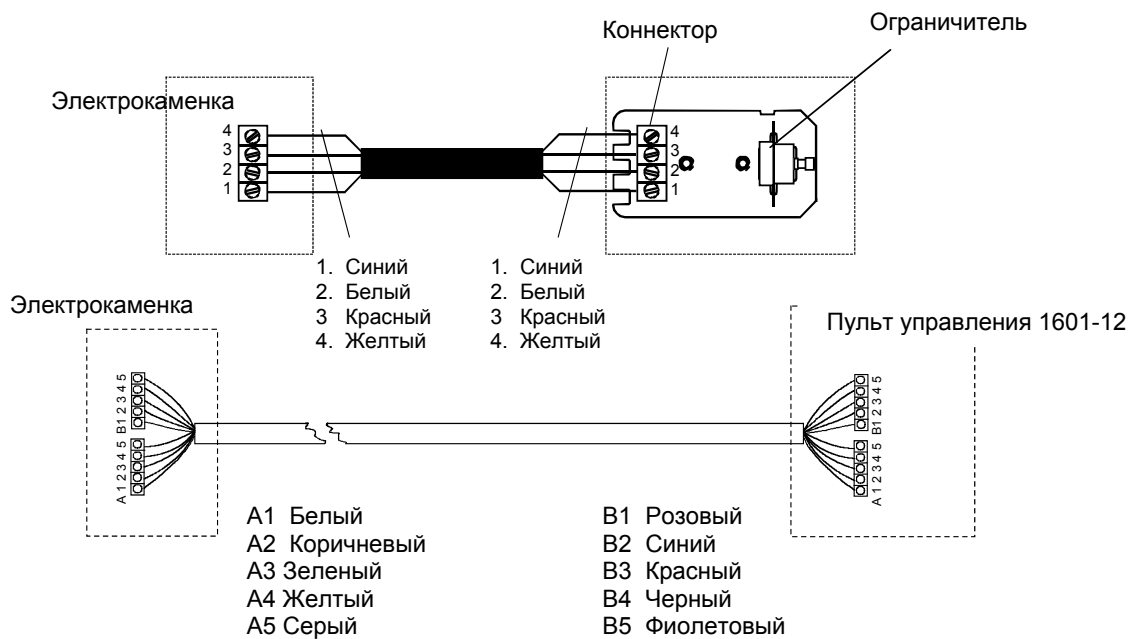 Коннектор
Ограничитель
Электрокаменка
4
3
2
1
4
3
2
1
1. Синий
2. Белый
3 Красный
4. Желтый
1. Синий
2. Белый
3 Красный
4. Желтый
Электрокаменка
Пульт управления 1601-12
A 1 2 3 4 5
B1 2 3 4 5
A 1 2 3 4 5
B1 2 3 4 5
A1 Белый
A2 Коричневый
A3 Зеленый
A4 Желтый
A5 Серый
B1 Розовый
B2 Синий
B3 Красный
B4 Черный
B5 Фиолетовый